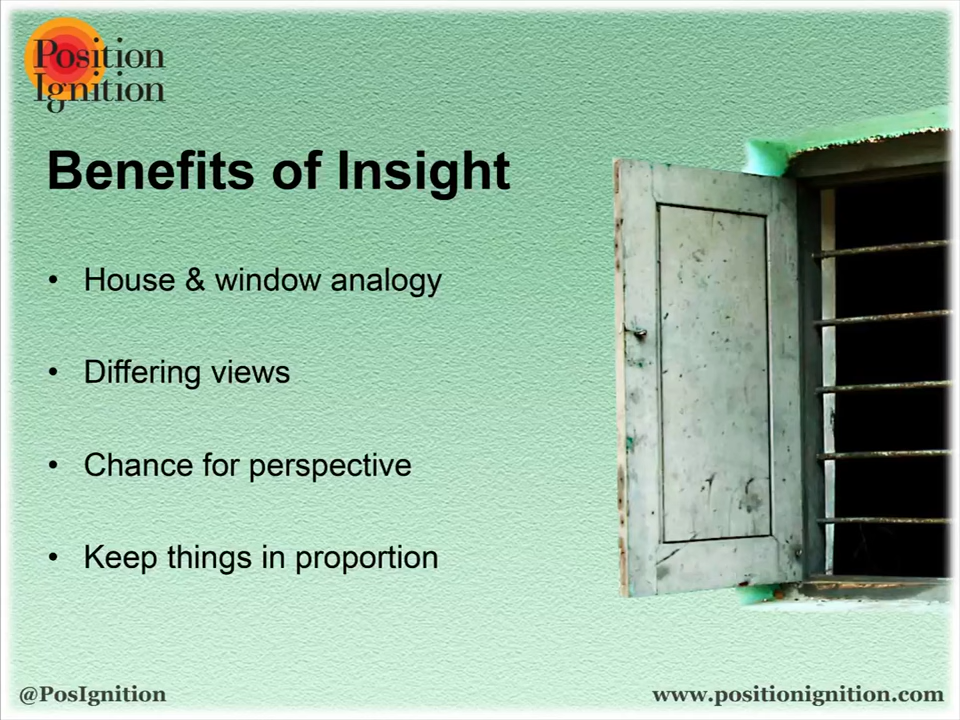 Position
Ignition
Benefits of Insight
• House & window analogy
• Differing views
• Chance for perspective
• Keep things in proportion
@PosIgnition
www.positionignition.com